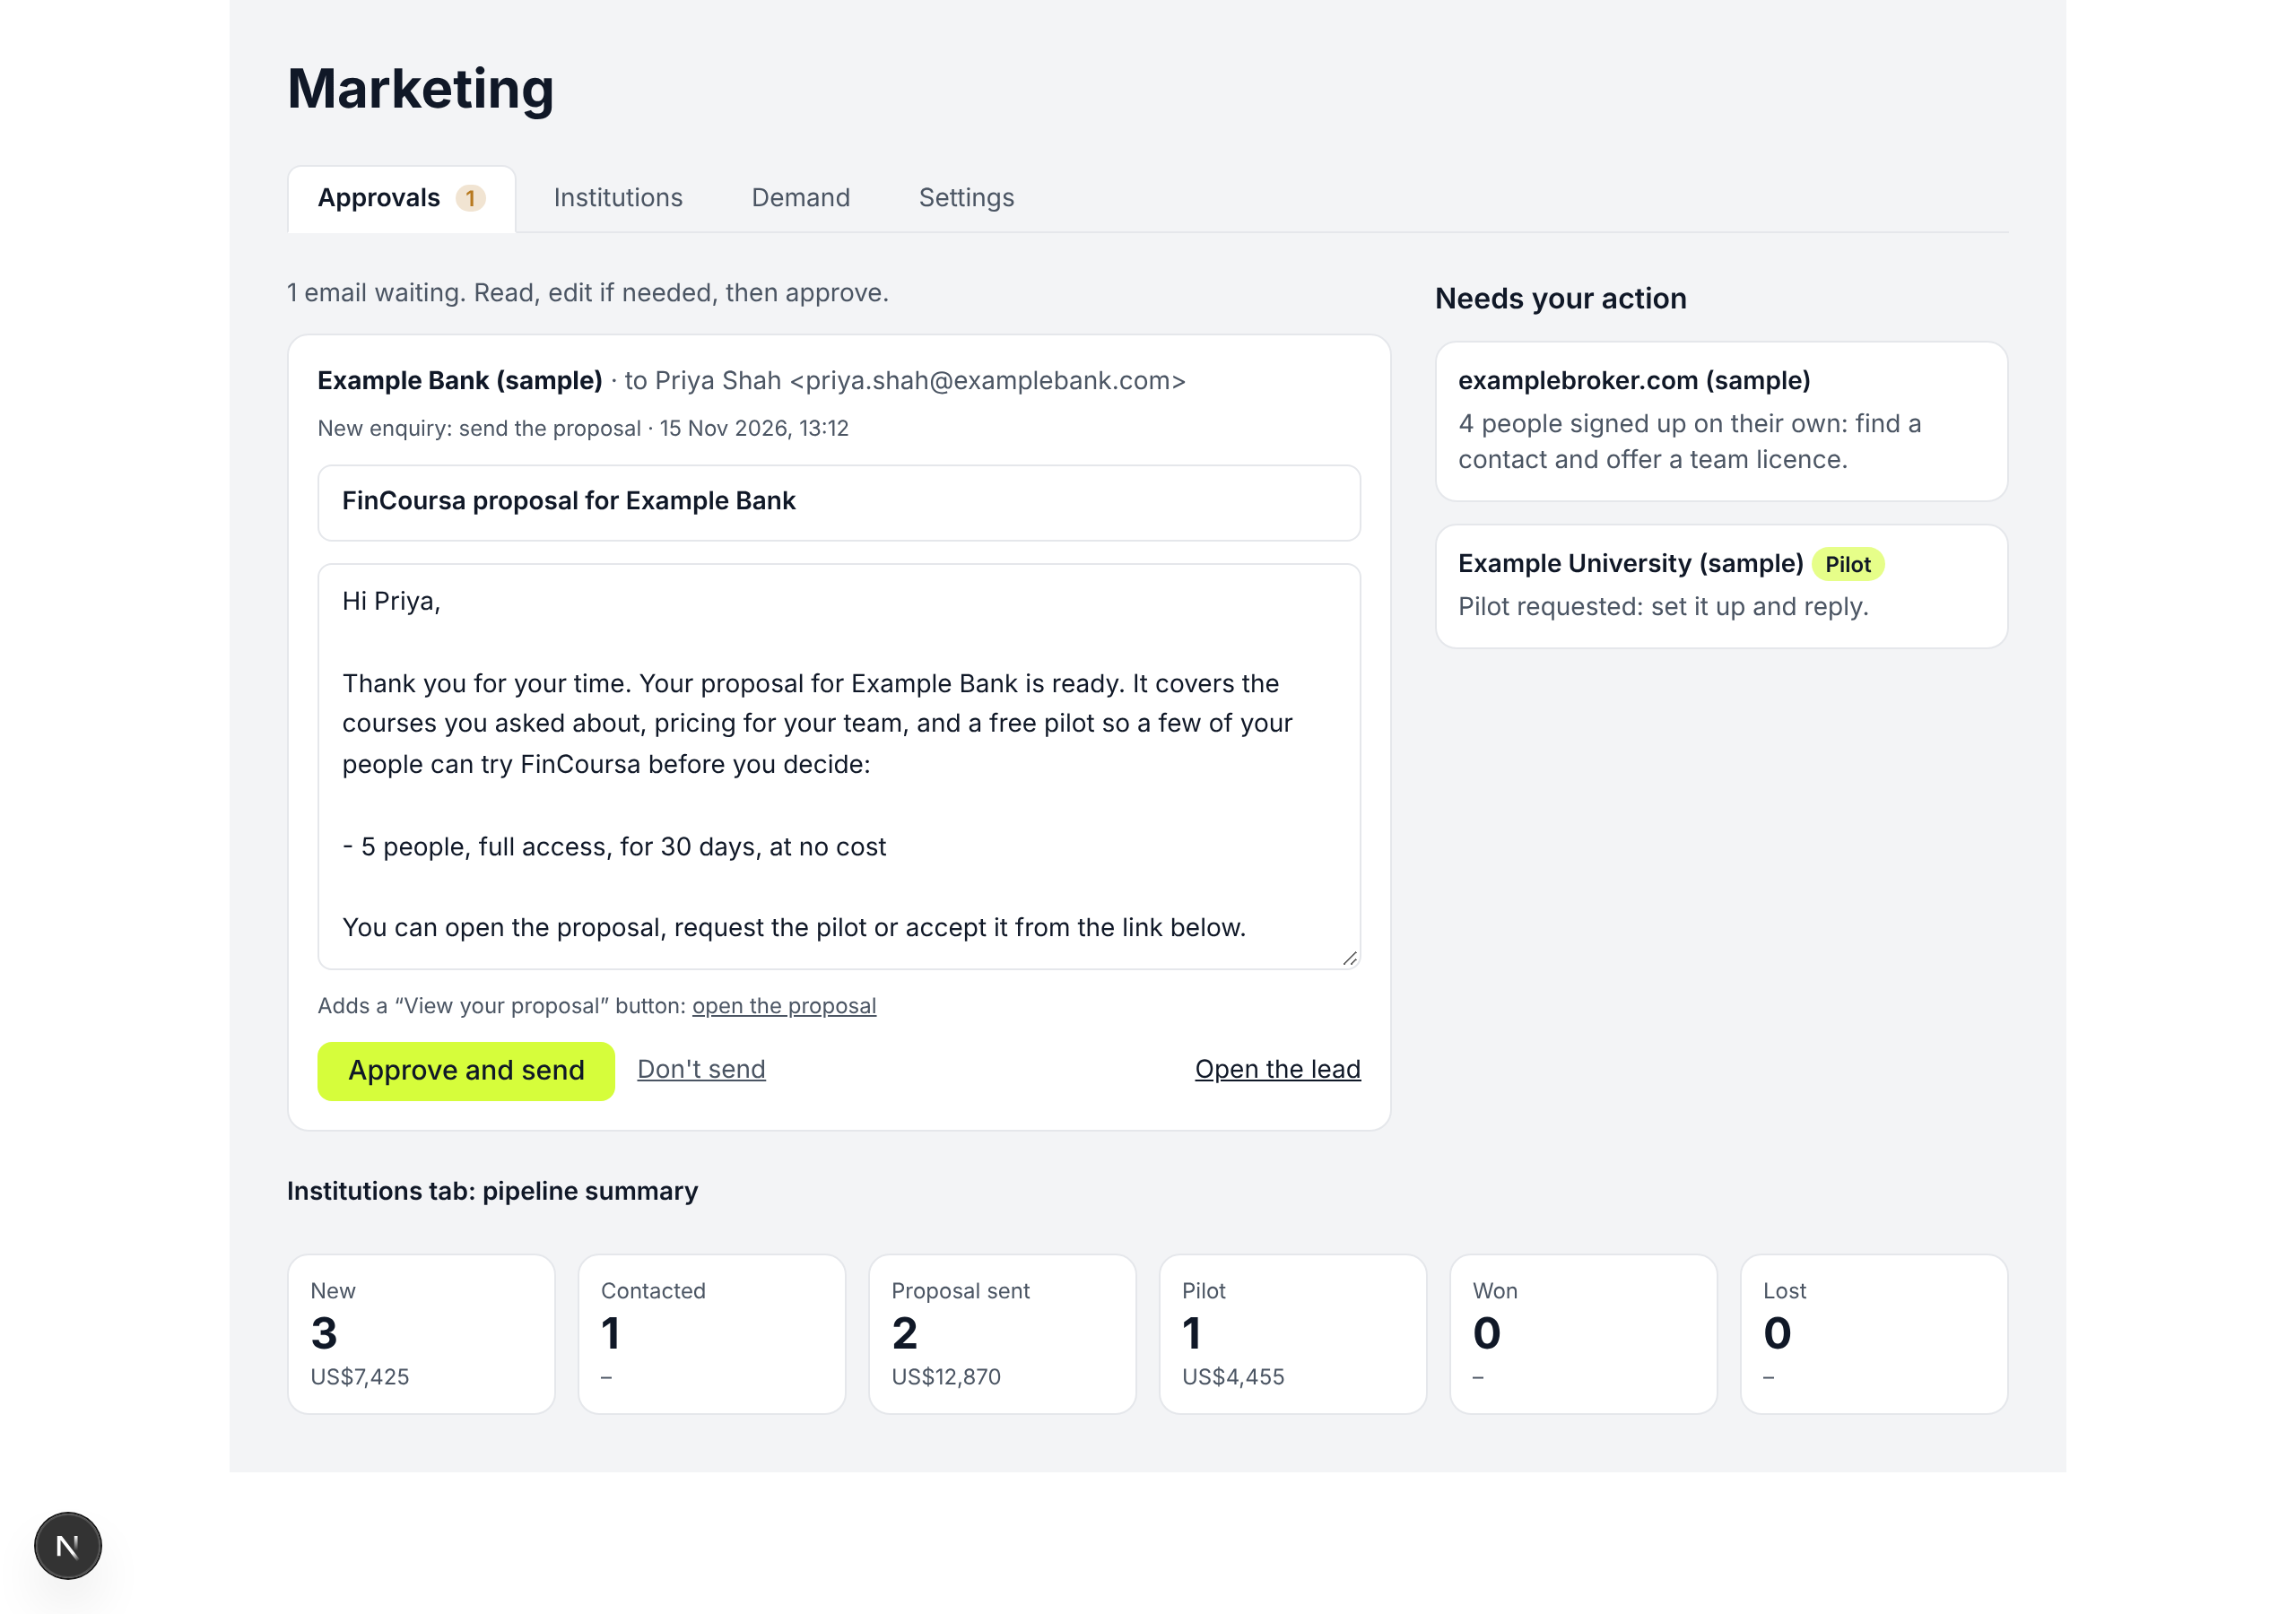 Marketing
Approvals 1 Institutions Demand Settings
1 email waiting. Read, edit if needed, then approve.
Example Bank (sample) · to Priya Shah <priya.shah@examplebank.com>
New enquiry: send the proposal · 15 Nov 2026, 13:12
FinCoursa proposal for Example Bank
Hi Priya,
Thank you for your time. Your proposal for Example Bank is ready. It covers the
courses you asked about, pricing for your team, and a free pilot so a few of your
people can try FinCoursa before you decide:
- 5 people, full access, for 30 days, at no cost
You can open the proposal, request the pilot or accept it from the link below.
Adds a “View your proposal” button: open the proposal
Approve and send Don't send Open the lead
Needs your action
examplebroker.com (sample)
4 people signed up on their own: find a
contact and offer a team licence.
Example University (sample) Pilot
Pilot requested: set it up and reply.
Institutions tab: pipeline summary
New
3
US$7,425
Contacted
1
–
Proposal sent
2
US$12,870
Pilot
1
US$4,455
Won
0
–
Lost
0
–
N